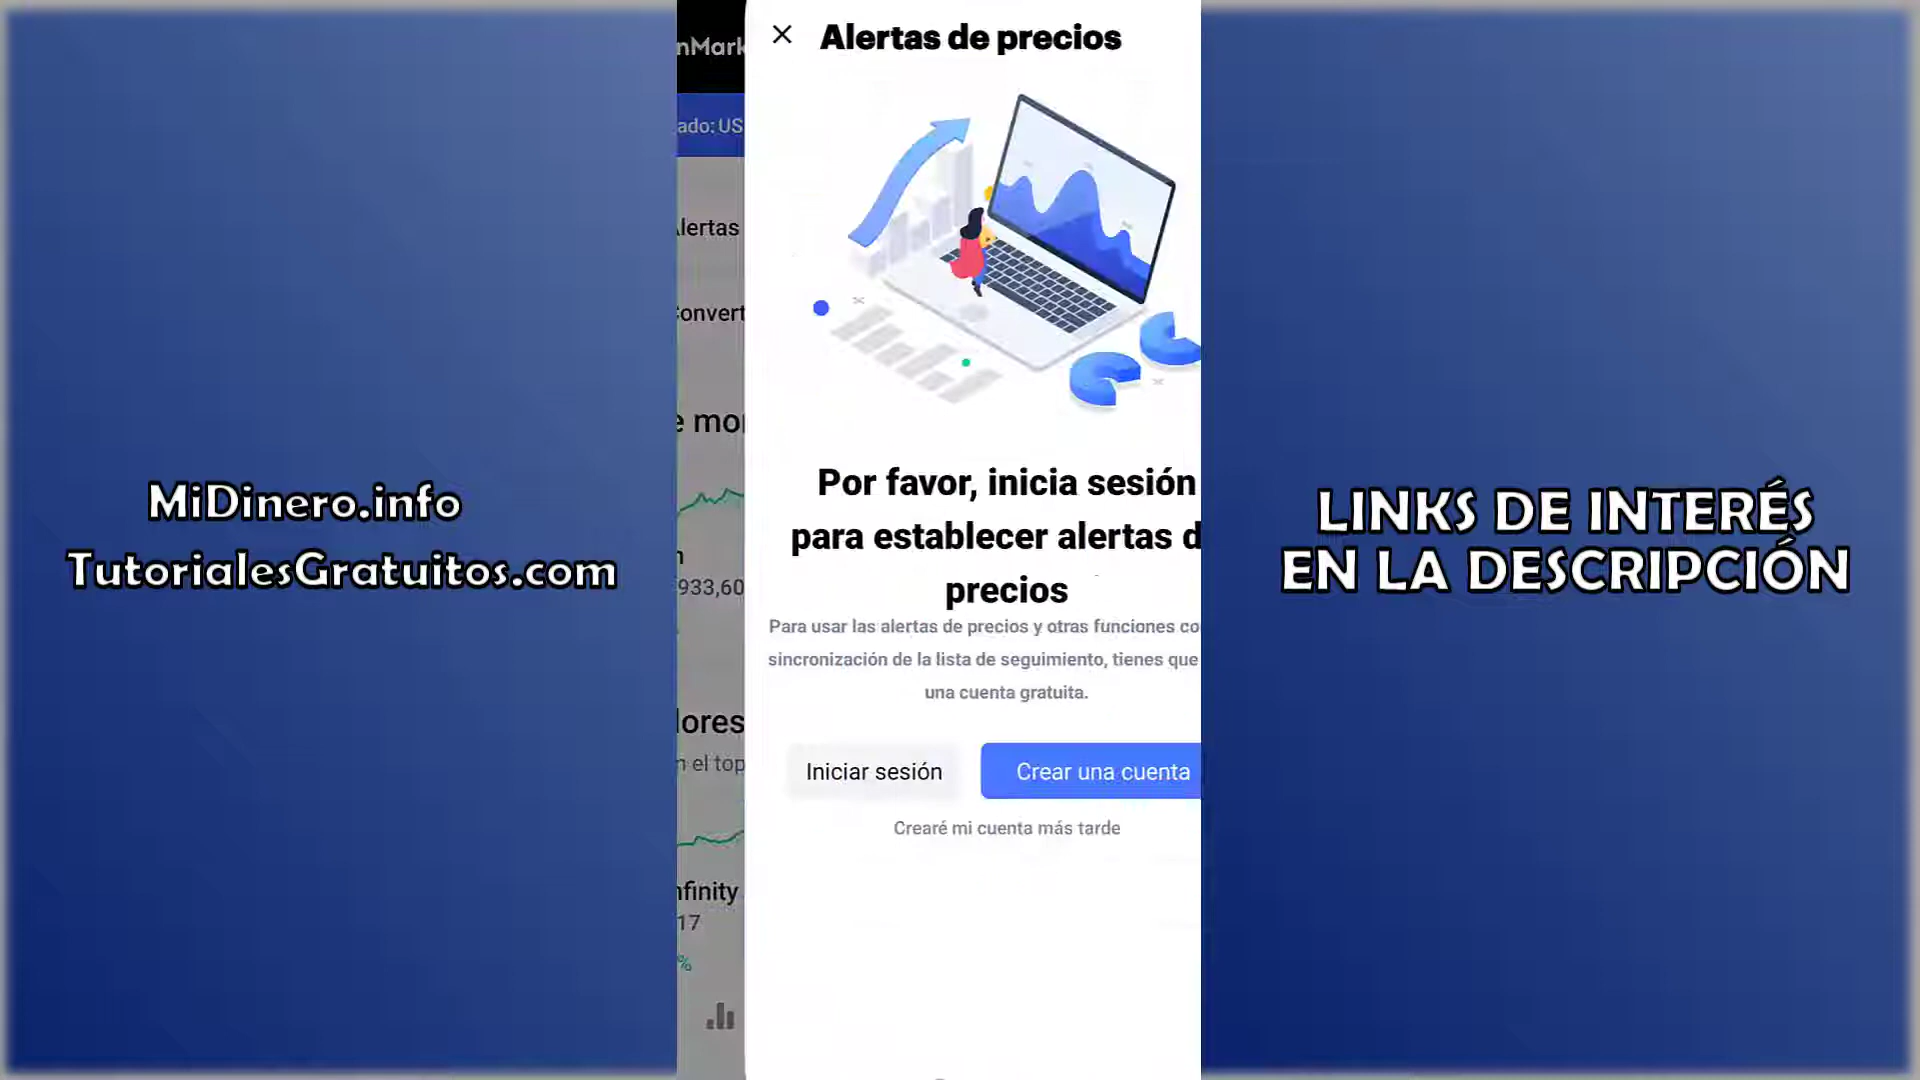 MiDinero.info
TutorialesGratuitos.com
nMark
ado: US
Alertas
Convert
e mo
933,60
lores
n el top
nfinity
17
%
Alertas de precios
Por favor, inicia sesión
para establecer alertas d
precios
Para usar las alertas de precios y otras funciones co
sincronización de la lista de seguimiento, tienes que
una cuenta gratuita.
Iniciar sesión
Crear una cuenta
Crearé mi cuenta más tarde
LINKS DE INTERÉS
EN LA DESCRIPCIÓN